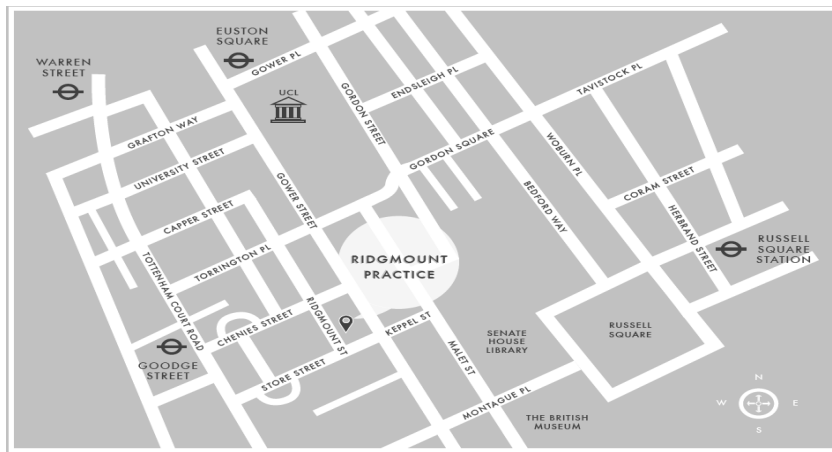 EUSTON
SQUARE
WARREN
STREET
GOWER PL
UCL
ENDSLEIGH PL
TAVISTOCK PL
GORDON STREET
GRAFTON WAY
UNIVERSITY STREET
GORDON SQUARE
WOBURN PL
CORAM STREET
BEDFORD WAY
HERBRAND STREET
GOWER STREET
CAPPER STREET
TORRINGTON PL
TOTTENHAM COURT ROAD
RIDGMOUNT
PRACTICE
RUSSELL
SQUARE
STATION
RIDGMOUNT ST
CHENIES STREET
KEPPEL ST
MALET ST
SENATE
HOUSE
LIBRARY
RUSSELL
SQUARE
GOODGE
STREET
STORE STREET
MONTAGUE PL
THE BRITISH
MUSEUM
N
W
E
S